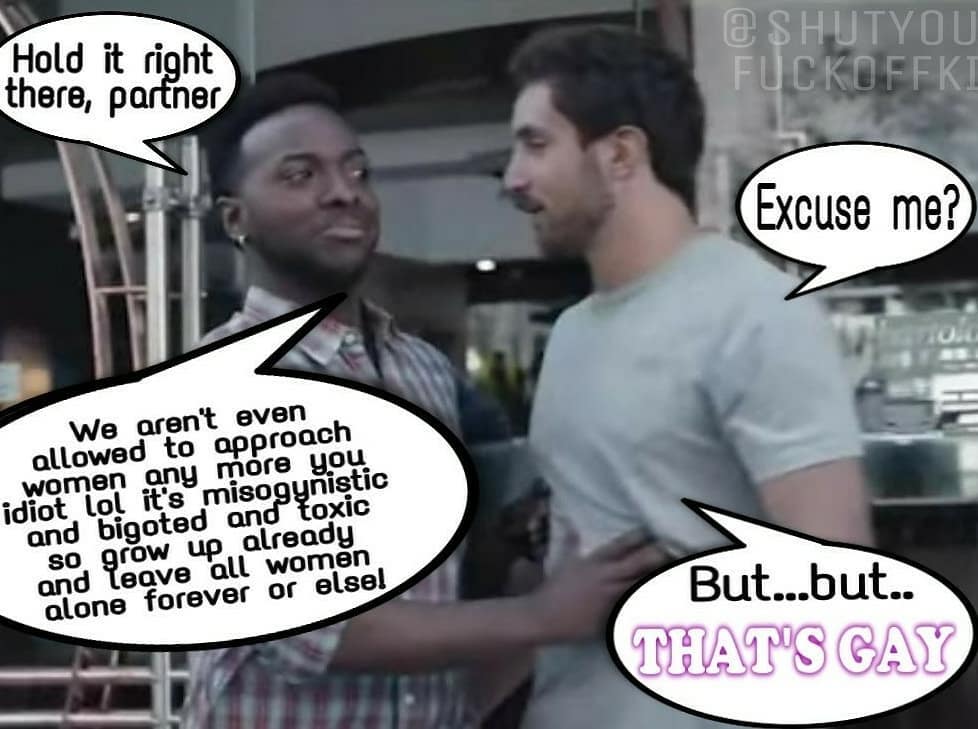 @SHUTYOU
FUCKOFFKI
Hold it right
there, partner
Excuse me?
We aren't even
allowed to approach
women any more you
idiot lol it's misogynistic
and bigoted and toxic
so grow up already
and leave all women
alone forever or else!
But...but..
THAT'S GAY